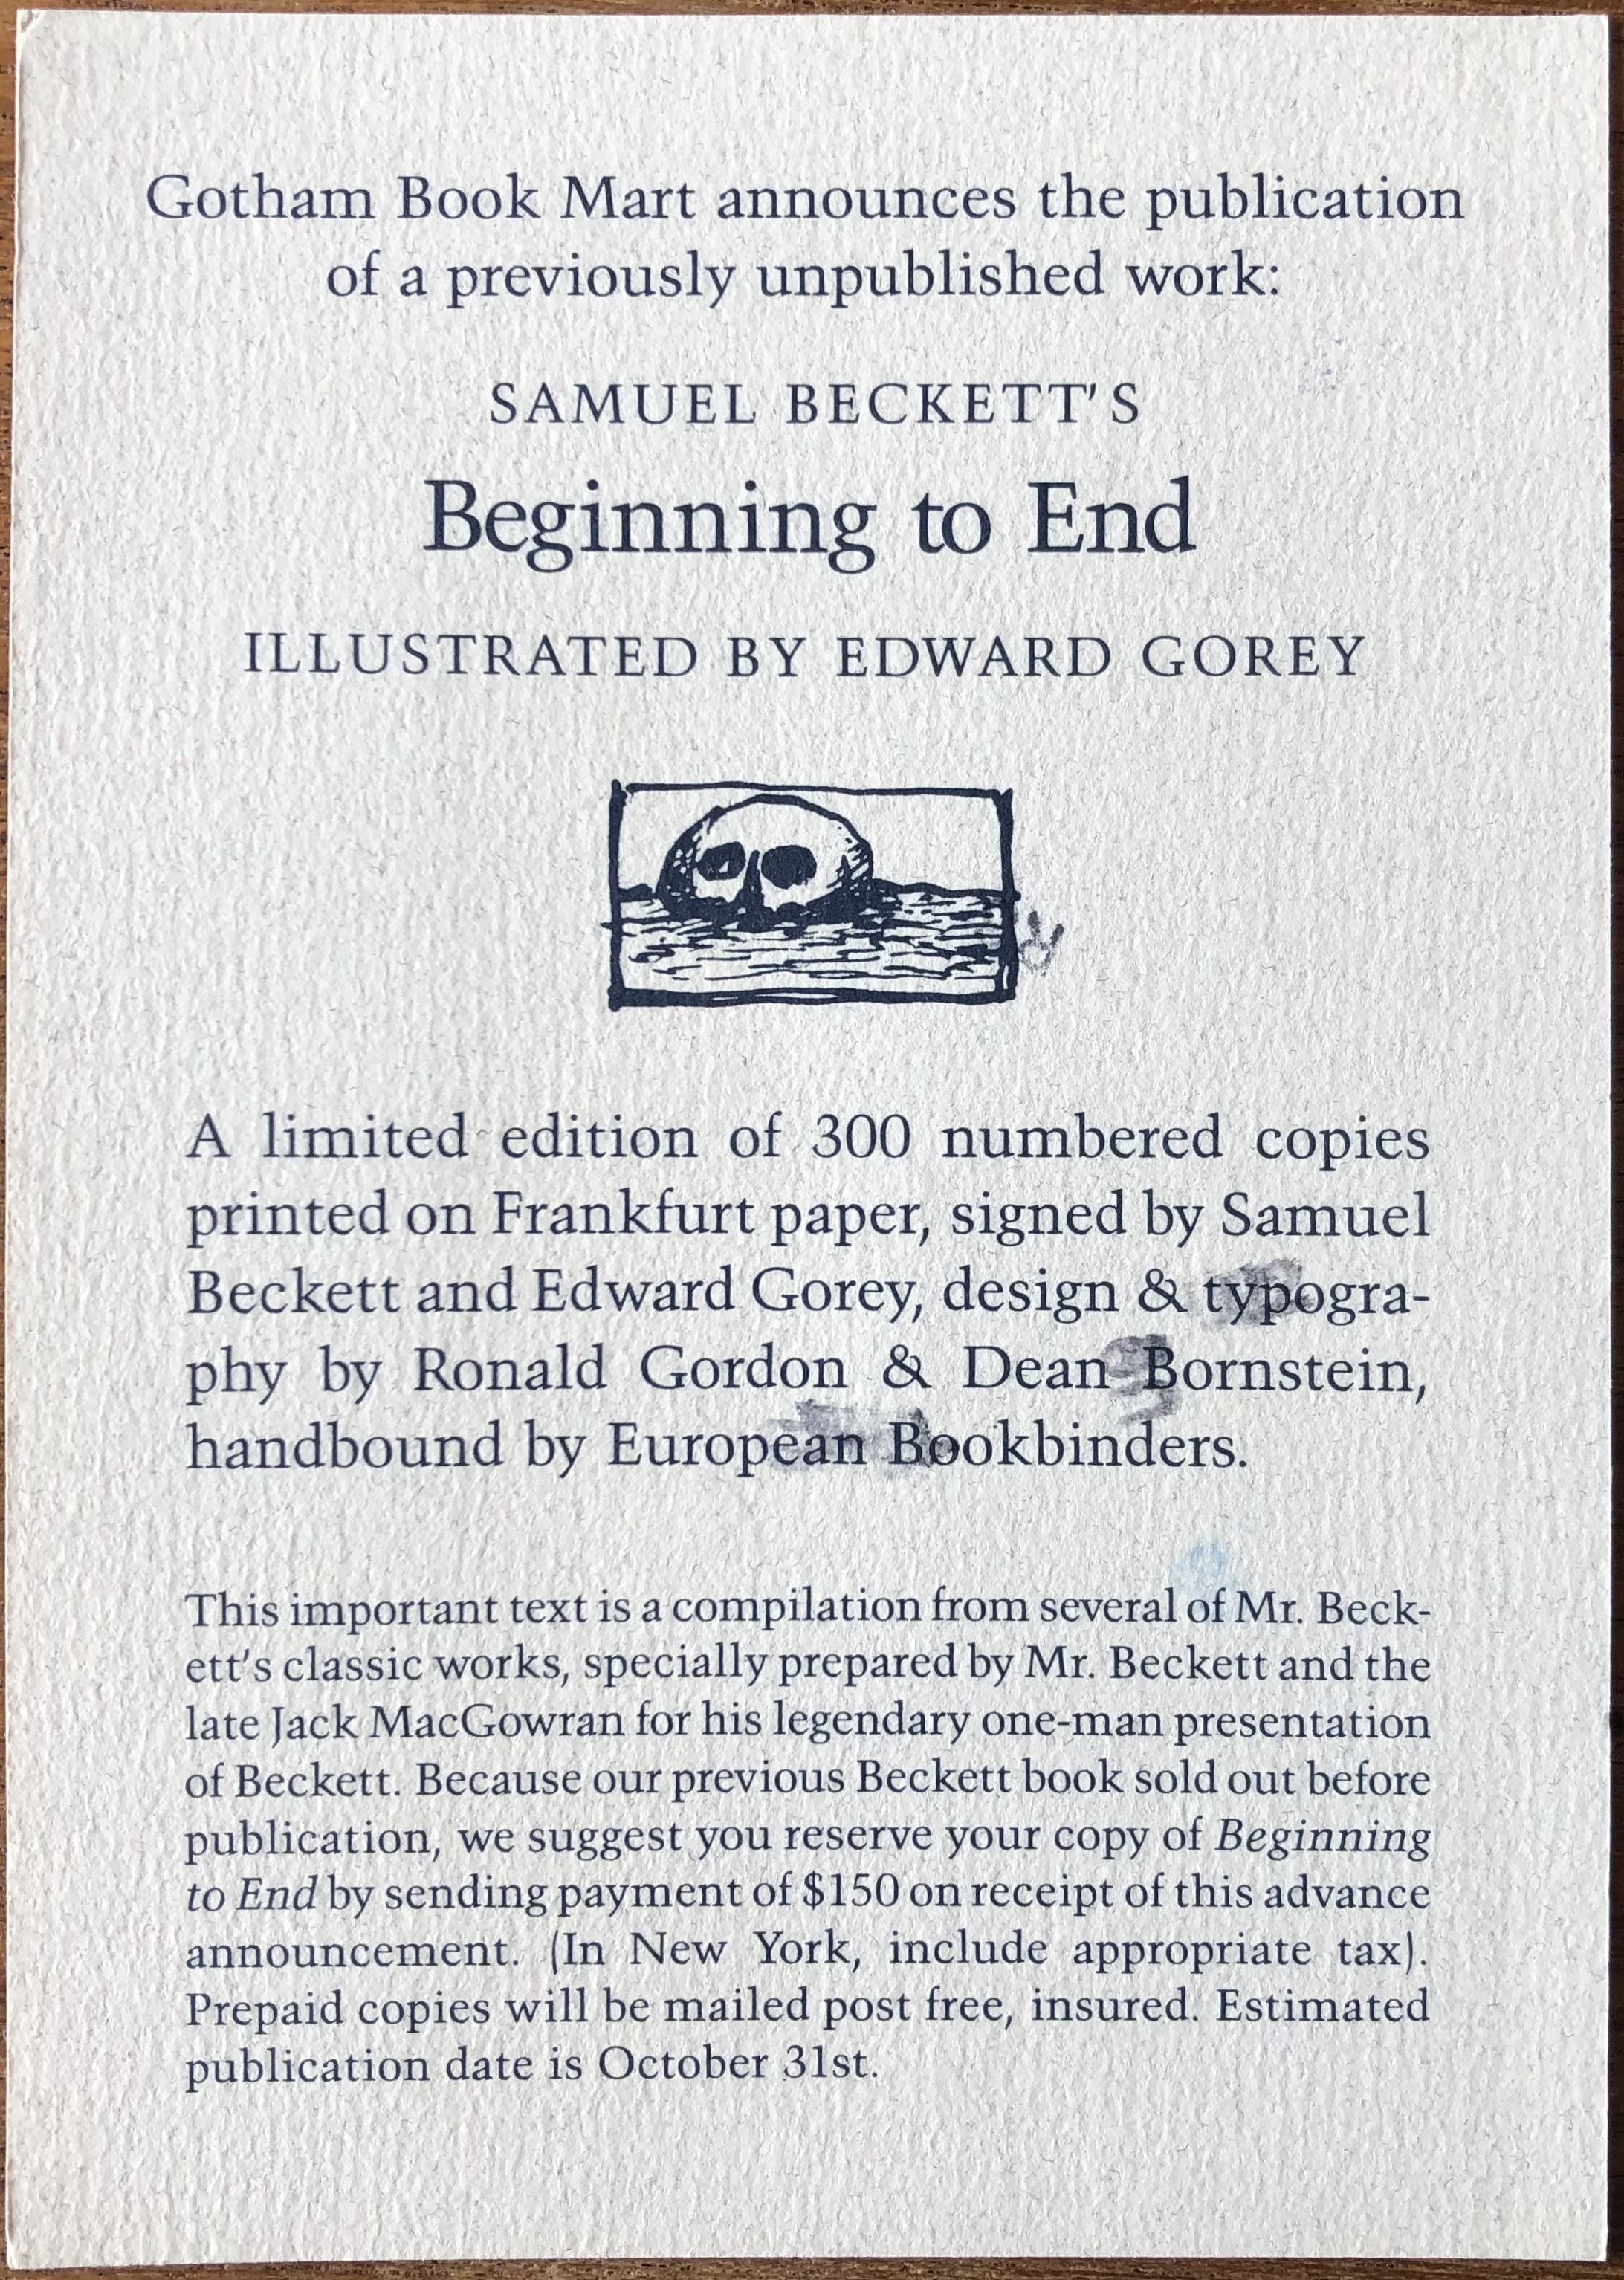 Gotham Book Mart announces the publication
of a previously unpublished work:
SAMUEL BECKETT'S
Beginning to End
ILLUSTRATED BY EDWARD GOREY
A limited edition of 300 numbered copies
printed on Frankfurt paper, signed by Samuel
Beckett and Edward Gorey, design & typogra-
phy by Ronald Gordon & Dean Bornstein,
handbound by European Bookbinders.
This important text is a compilation from several of Mr. Beck-
ett's classic works, specially prepared by Mr. Beckett and the
late Jack MacGowran for his legendary one-man presentation
of Beckett. Because our previous Beckett book sold out before
publication, we suggest you reserve your copy of Beginning
to End by sending payment of $150 on receipt of this advance
announcement. (In New York, include appropriate tax).
Prepaid copies will be mailed post free, insured. Estimated
publication date is October 31st.